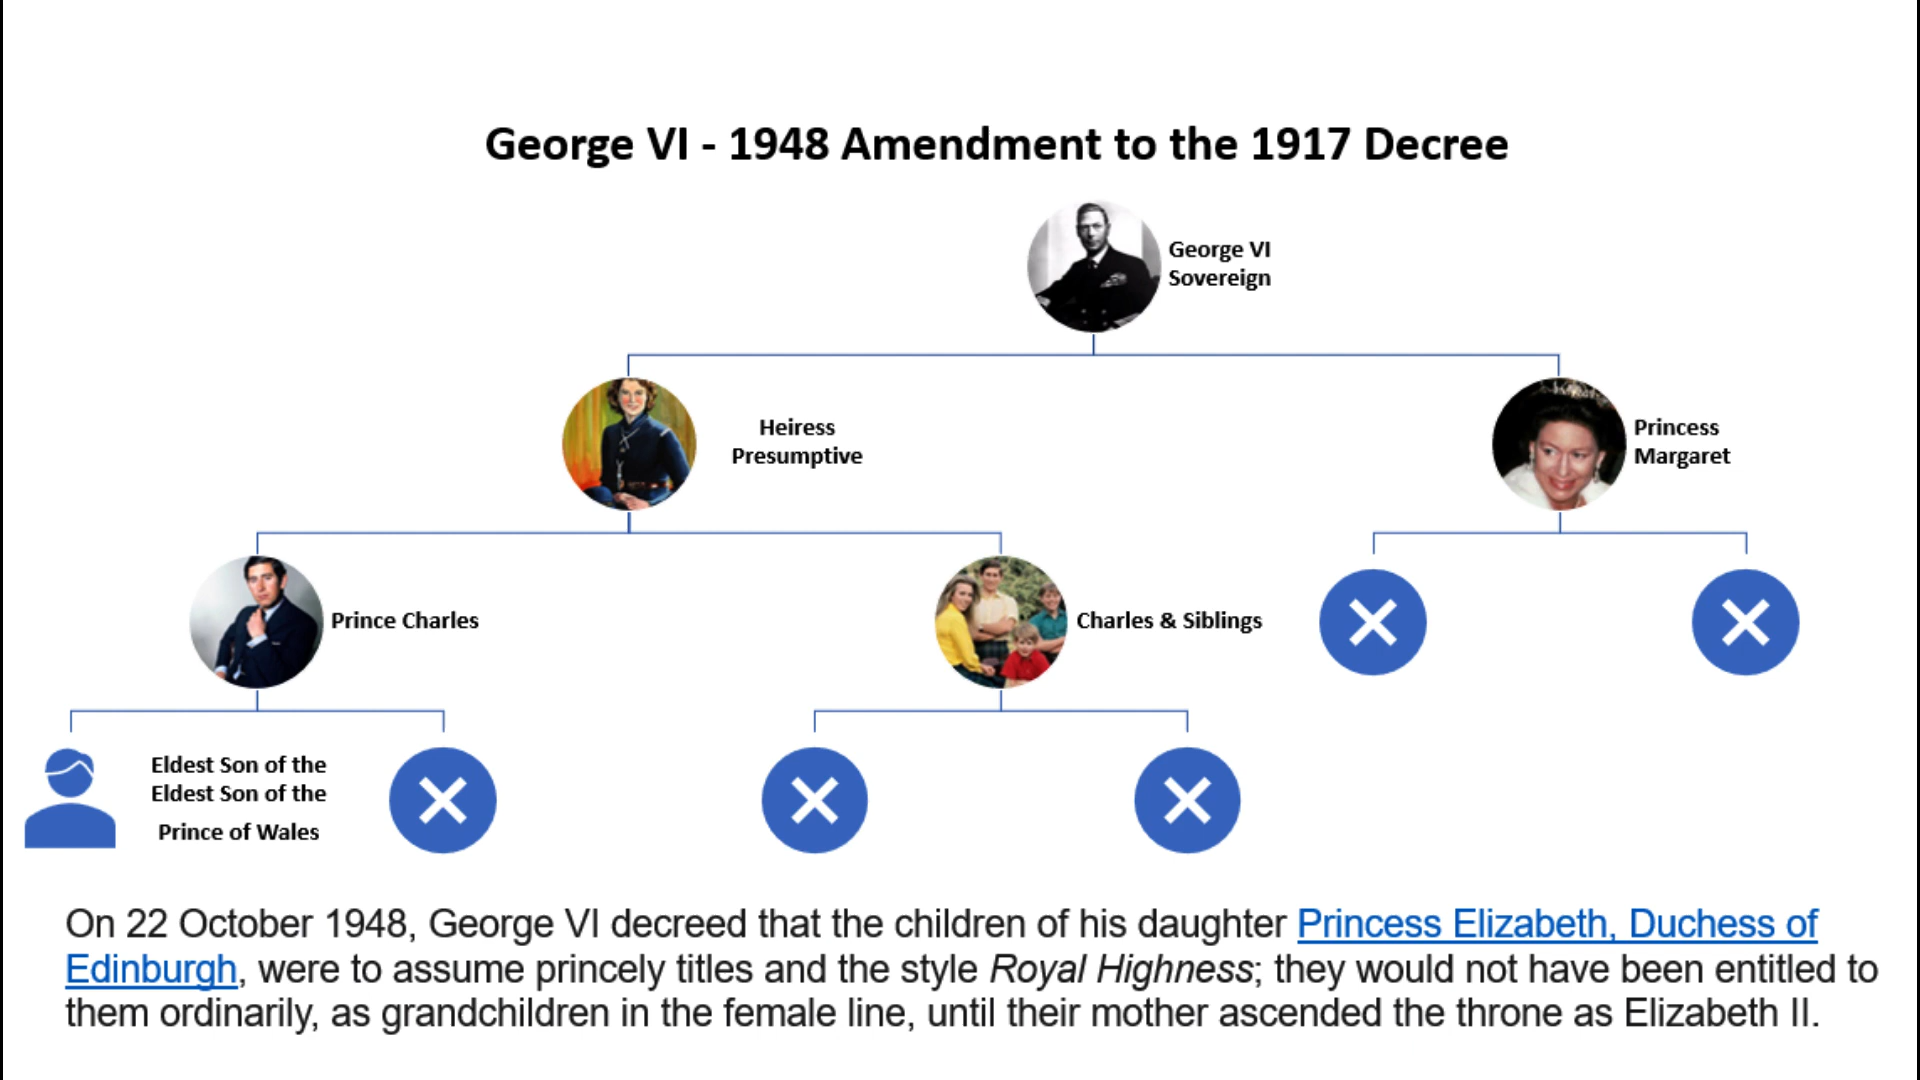 George VI - 1948 Amendment to the 1917 Decree
George VI
Sovereign
Heiress
Presumptive
Princess
Margaret
Prince Charles
Charles & Siblings
Eldest Son of the
Eldest Son of the
Prince of Wales
On 22 October 1948, George VI decreed that the children of his daughter Princess Elizabeth, Duchess of
Edinburgh, were to assume princely titles and the style Royal Highness; they would not have been entitled to
them ordinarily, as grandchildren in the female line, until their mother ascended the throne as Elizabeth II.